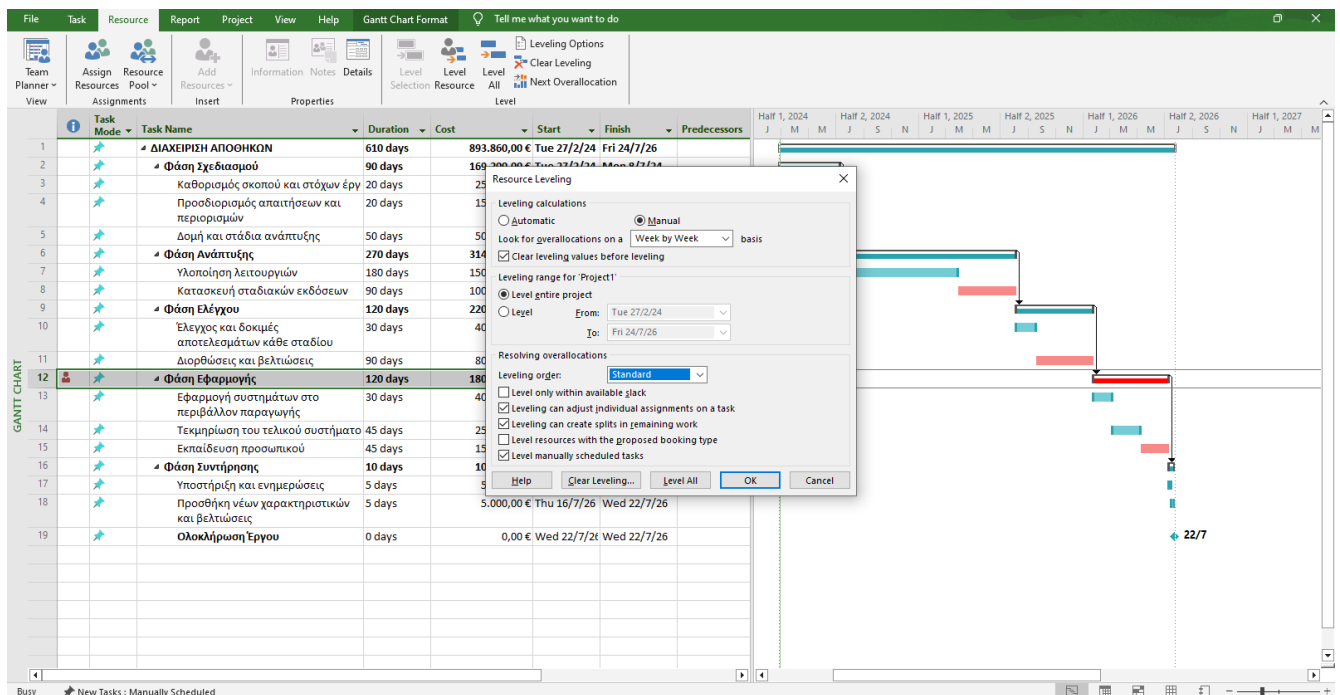 File Task Resource Report Project View Help Gantt Chart Format Tell me what you want to do
Team Planner
Assign Resources
Resource Pool
Add Resources
Information Notes Details
Level Selection
Level Resource
Level All
Leveling Options
Clear Leveling
Next Overallocation
View Assignments Insert Properties Level
Task Mode Task Name Duration Cost Start Finish Predecessors
Half 1, 2024 Half 2, 2024 Half 1, 2025 Half 2, 2025 Half 1, 2026 Half 2, 2026 Half 1, 2027
J M M J S N J M M J S N J M M J S N J M M
1 ΔΙΑΧΕΙΡΙΣΗ ΑΠΟΘΗΚΩΝ 610 days 893.860,00 € Tue 27/2/24 Fri 24/7/26
2 Φάση Σχεδιασμού 90 days
3 Καθορισμός σκοπού και στόχων έργ 20 days 25
4 Προσδιορισμός απαιτήσεων και 20 days 15
περιορισμών
5 Δομή και στάδια ανάπτυξης 50 days 50
6 Φάση Ανάπτυξης 270 days 314
7 Υλοποίηση λειτουργιών 180 days 150
8 Κατασκευή σταδιακών εκδόσεων 90 days 100
9 Φάση Ελέγχου 120 days 220
10 Έλεγχος και δοκιμές 30 days 40
αποτελεσμάτων κάθε σταδίου
11 Διορθώσεις και βελτιώσεις 90 days 80
12 Φάση Εφαρμογής 120 days 180
13 Εφαρμογή συστημάτων στο 30 days 40
περιβάλλον παραγωγής
14 Τεκμηρίωση του τελικού συστήματο 45 days 25
15 Εκπαίδευση προσωπικού 45 days 15
16 Φάση Συντήρησης 10 days 10
17 Υποστήριξη και ενημερώσεις 5 days 5
18 Προσθήκη νέων χαρακτηριστικών 5 days 5.000,00 € Thu 16/7/26 Wed 22/7/26
και βελτιώσεις
19 Ολοκλήρωση Έργου 0 days 0,00 € Wed 22/7/26 Wed 22/7/26
22/7
GANTT CHART
Resource Leveling
Leveling calculations
Automatic Manual
Look for overallocations on a Week by Week basis
Clear leveling values before leveling
Leveling range for 'Project1'
Level entire project
Level From: Tue 27/2/24
To: Fri 24/7/26
Resolving overallocations
Leveling order: Standard
Level only within available slack
Leveling can adjust individual assignments on a task
Leveling can create splits in remaining work
Level resources with the proposed booking type
Level manually scheduled tasks
Help Clear Leveling... Level All OK Cancel
Busy New Tasks : Manually Scheduled